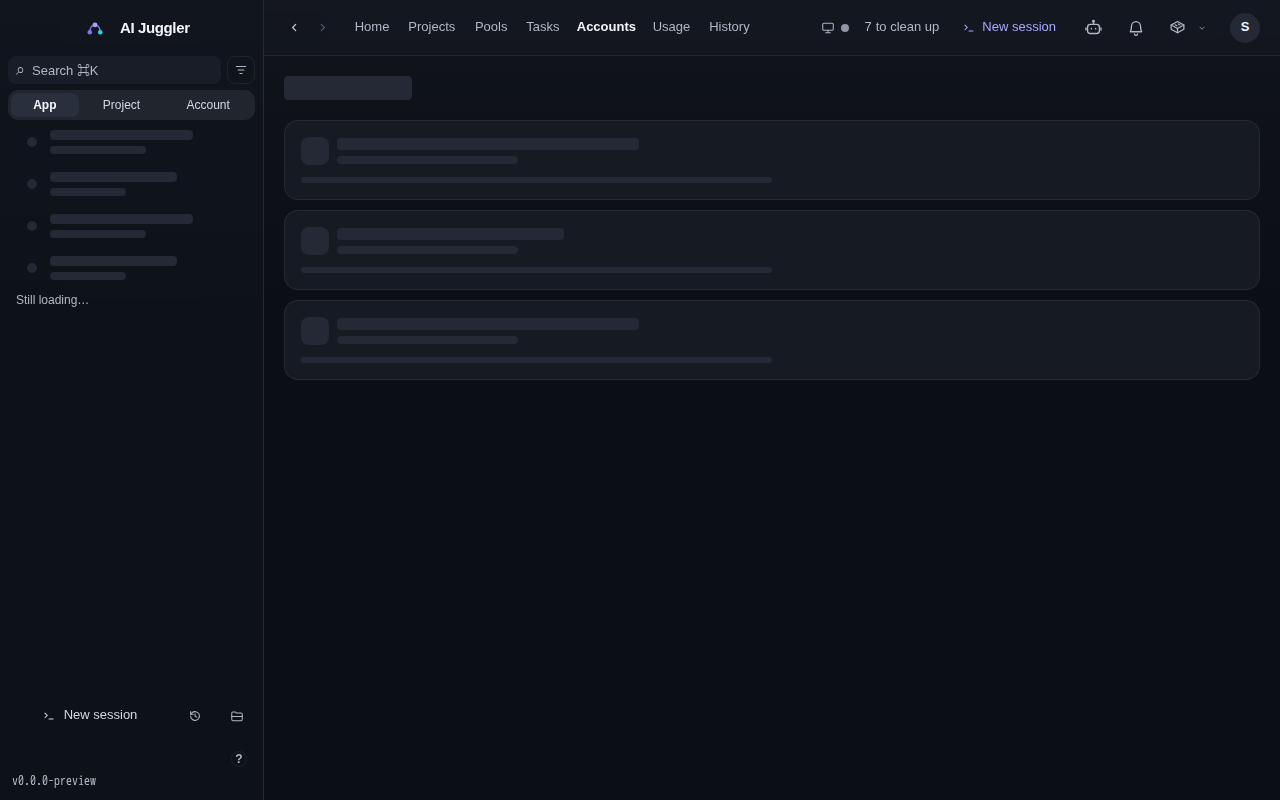 AI Juggler
Search ⌘K
App Project Account
Still loading…
New session
?
v0.0.0-preview
Home Projects Pools Tasks Accounts Usage History
7 to clean up
New session
S